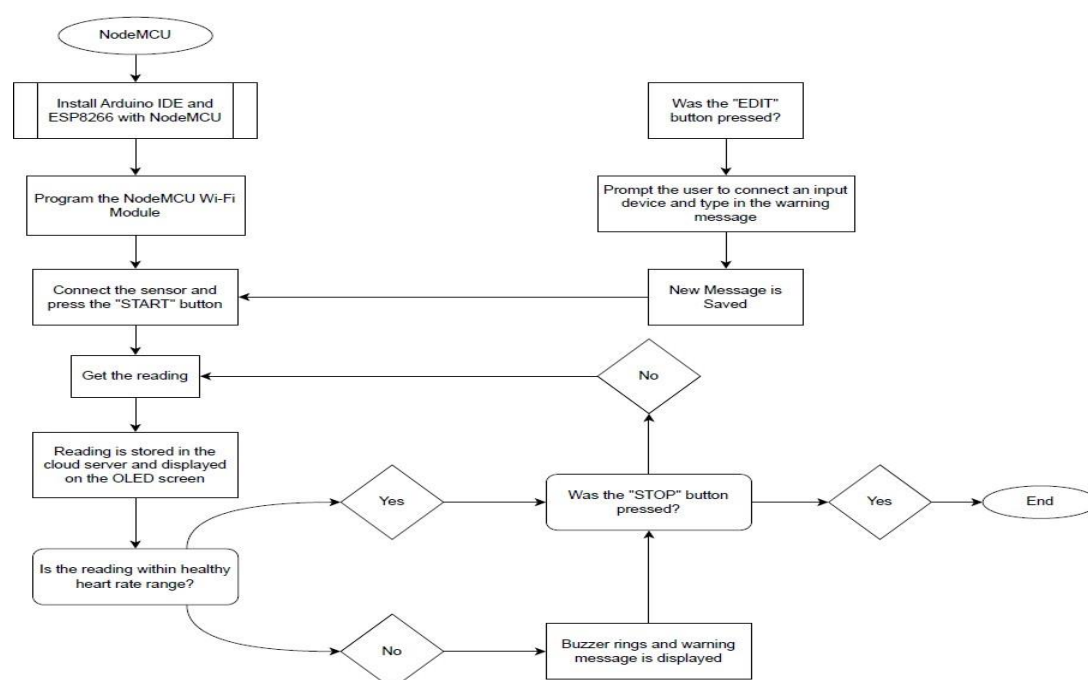 NodeMCU
Install Arduino IDE and
ESP8266 with NodeMCU
Was the "EDIT"
button pressed?
Program the NodeMCU Wi-Fi
Module
Prompt the user to connect an input
device and type in the warning
message
Connect the sensor and
press the "START" button
New Message is
Saved
Get the reading
No
Reading is stored in the
cloud server and displayed
on the OLED screen
Yes
Was the "STOP" button
pressed?
Yes
End
Is the reading within healthy
heart rate range?
No
Buzzer rings and warning
message is displayed